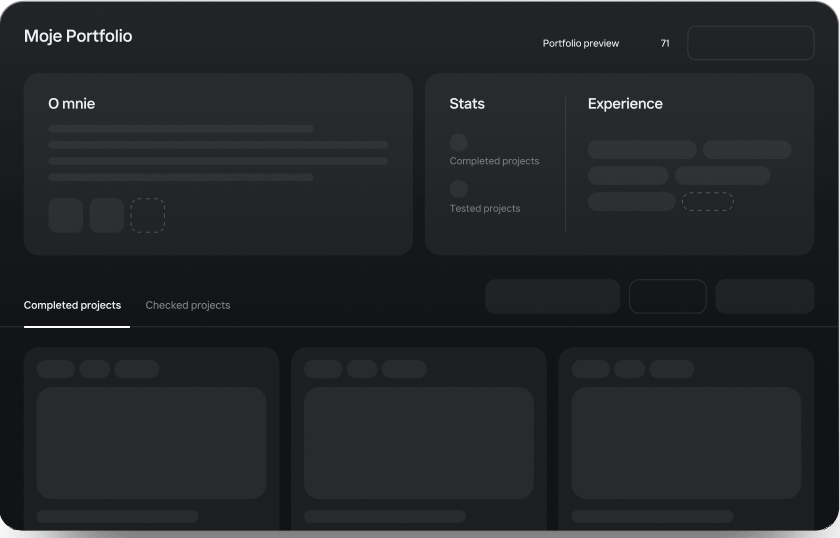 Moje Portfolio
Portfolio preview 71
O mnie
Stats
Experience
Completed projects
Tested projects
Completed projects
Checked projects